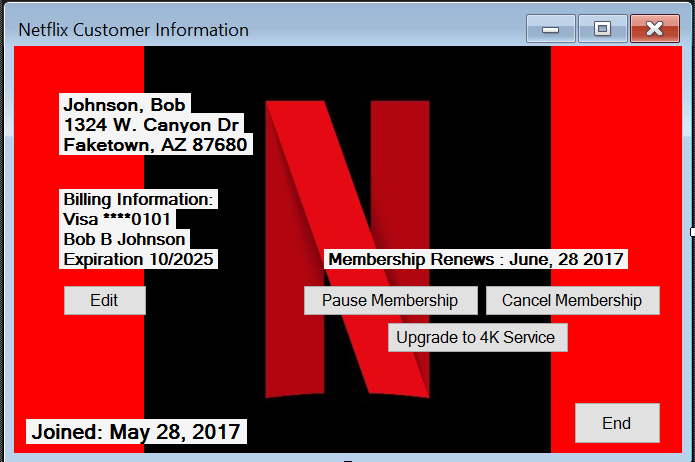 Netflix Customer Information
Johnson, Bob
1324 W. Canyon Dr
Faketown, AZ 87680
Billing Information:
Visa ****0101
Bob B Johnson
Expiration 10/2025
Membership Renews : June, 28 2017
Edit
Pause Membership
Cancel Membership
Upgrade to 4K Service
End
Joined: May 28, 2017